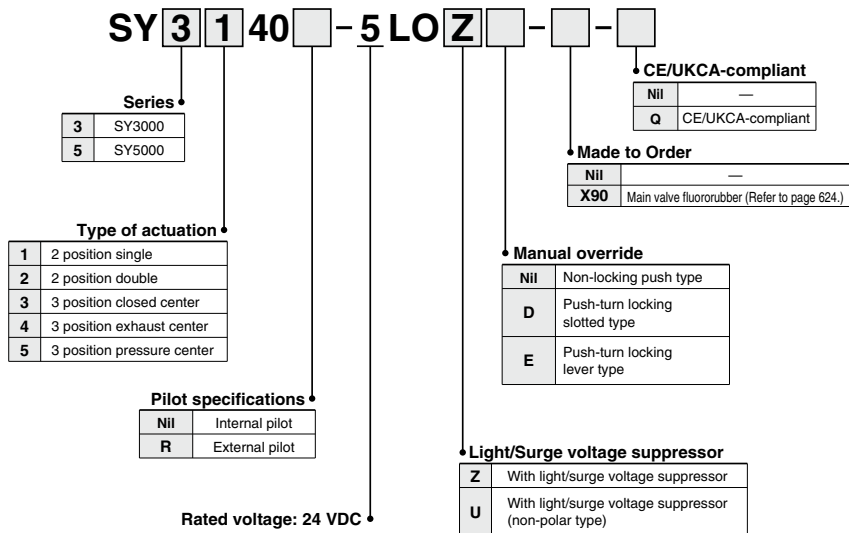 SY 3 1 40 - 5 LO Z - -
CE/UKCA-compliant
Nil —
Q CE/UKCA-compliant
Series
3 SY3000
5 SY5000
Made to Order
Nil —
X90 Main valve fluororubber (Refer to page 624.)
Type of actuation
1 2 position single
2 2 position double
3 3 position closed center
4 3 position exhaust center
5 3 position pressure center
Manual override
Nil Non-locking push type
D Push-turn locking
slotted type
E Push-turn locking
lever type
Pilot specifications
Nil Internal pilot
R External pilot
Light/Surge voltage suppressor
Z With light/surge voltage suppressor
U With light/surge voltage suppressor
(non-polar type)
Rated voltage: 24 VDC